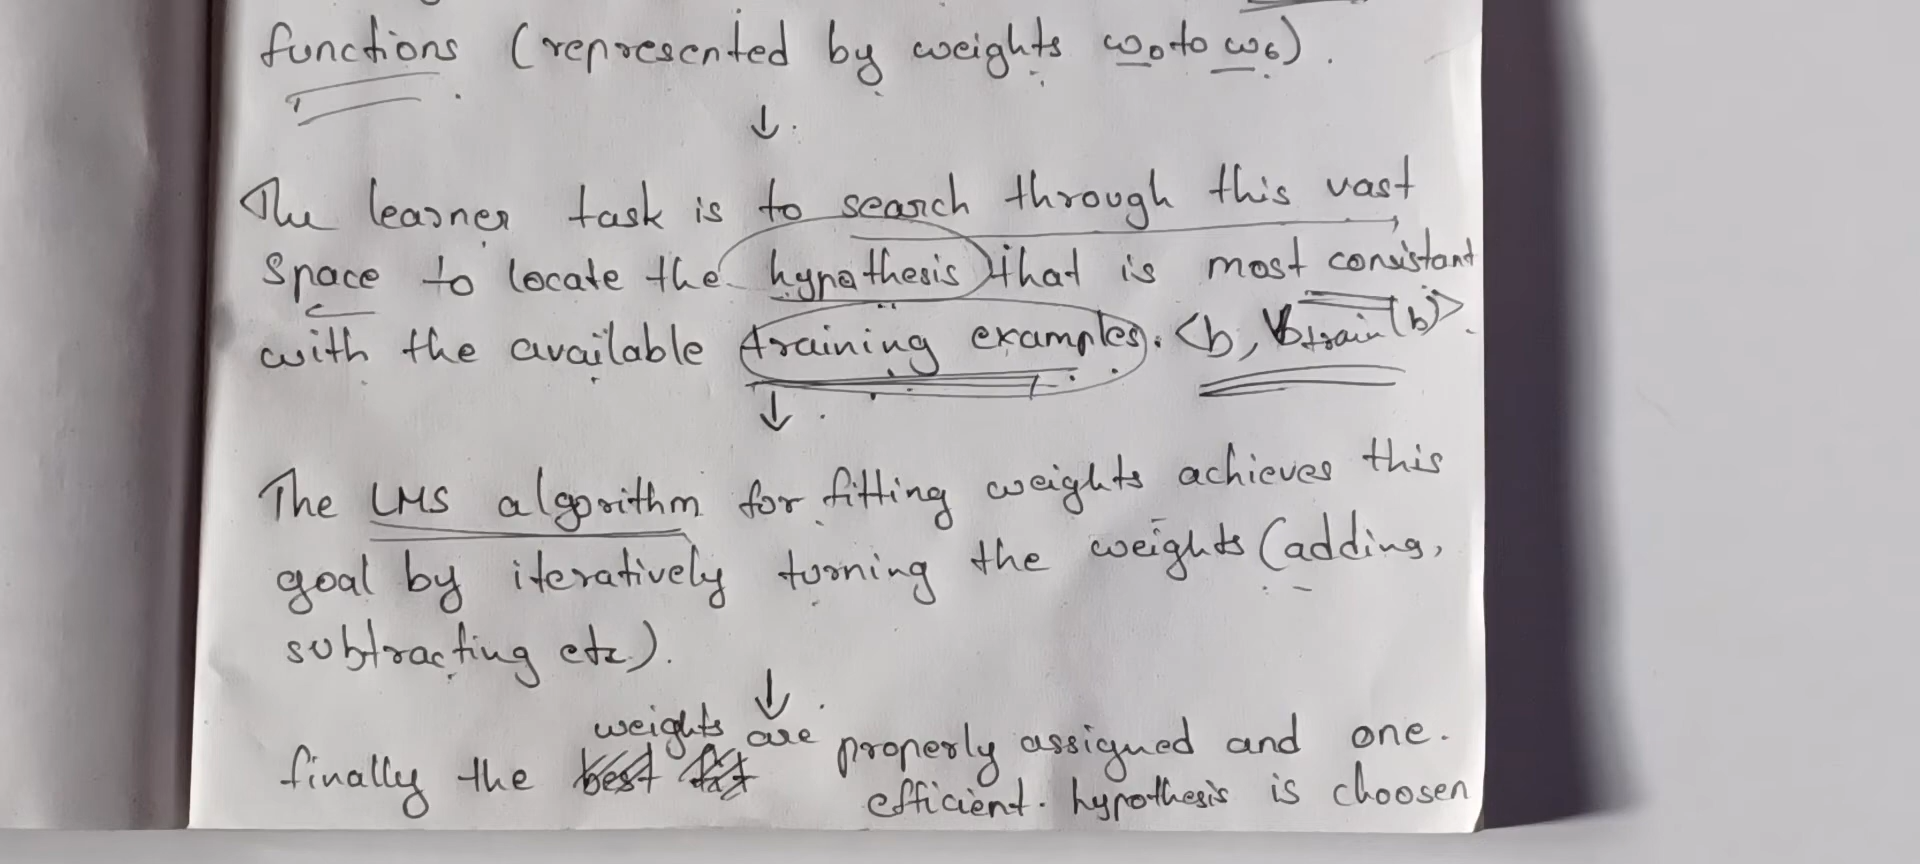 functions (represented by weights w0 to w6).
↓
The learner task is to search through this vast
space to locate the hypothesis that is most consistant
with the available training examples. <b, Vtrain(b)>.
↓
The LMS algorithm for fitting weights achieves this
goal by iteratively turning the weights (adding,
subtracting etc).
↓
finally the weights are properly assigned and one.
efficient. hypothesis is choosen